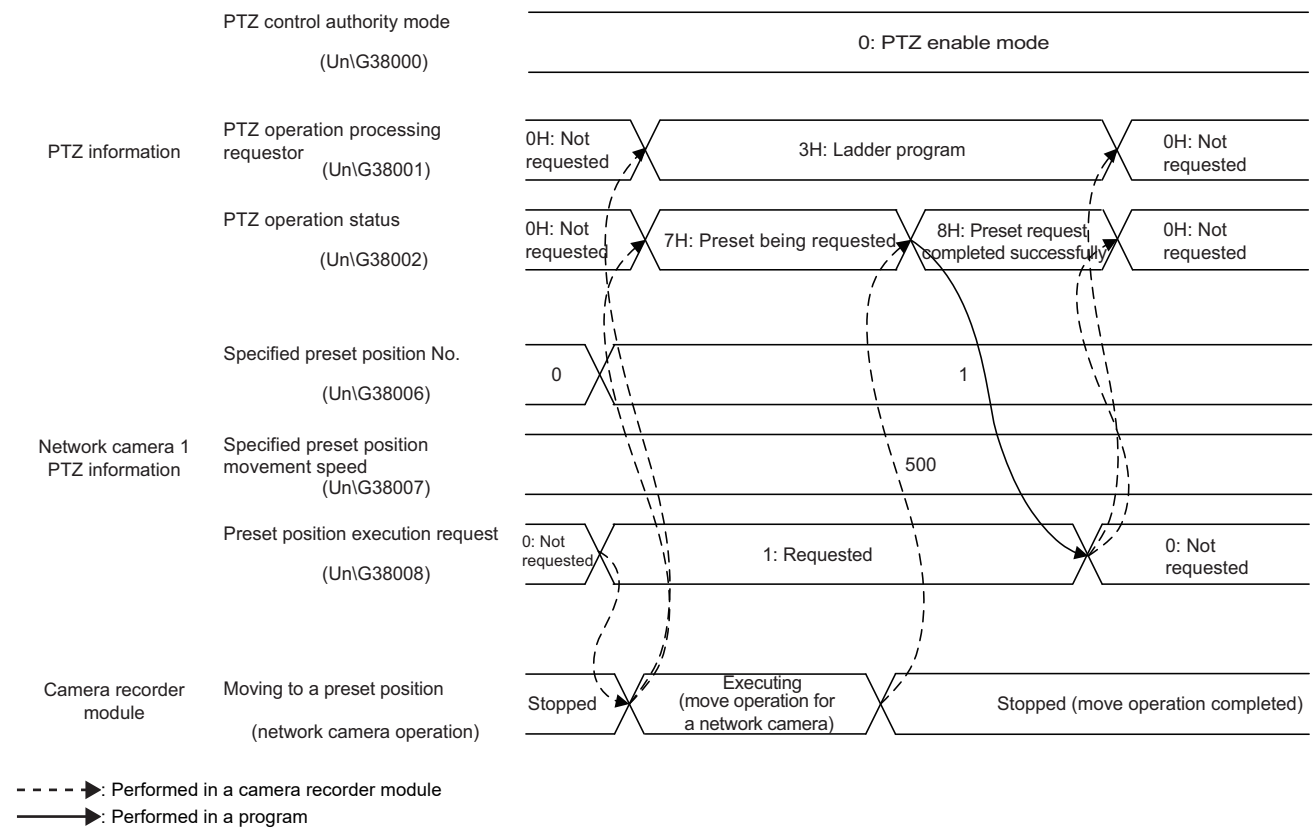 PTZ control authority mode
(Un\G38000)
0: PTZ enable mode
PTZ information
PTZ operation processing
requestor
(Un\G38001)
0H: Not
requested
3H: Ladder program
0H: Not
requested
PTZ operation status
(Un\G38002)
0H: Not
requested
7H: Preset being requested
8H: Preset request
completed successfully
0H: Not
requested
Specified preset position No.
(Un\G38006)
0
1
Network camera 1
PTZ information
Specified preset position
movement speed
(Un\G38007)
500
Preset position execution request
(Un\G38008)
0: Not
requested
1: Requested
0: Not
requested
Camera recorder
module
Moving to a preset position
(network camera operation)
Stopped
Executing
(move operation for
a network camera)
Stopped (move operation completed)
: Performed in a camera recorder module
: Performed in a program